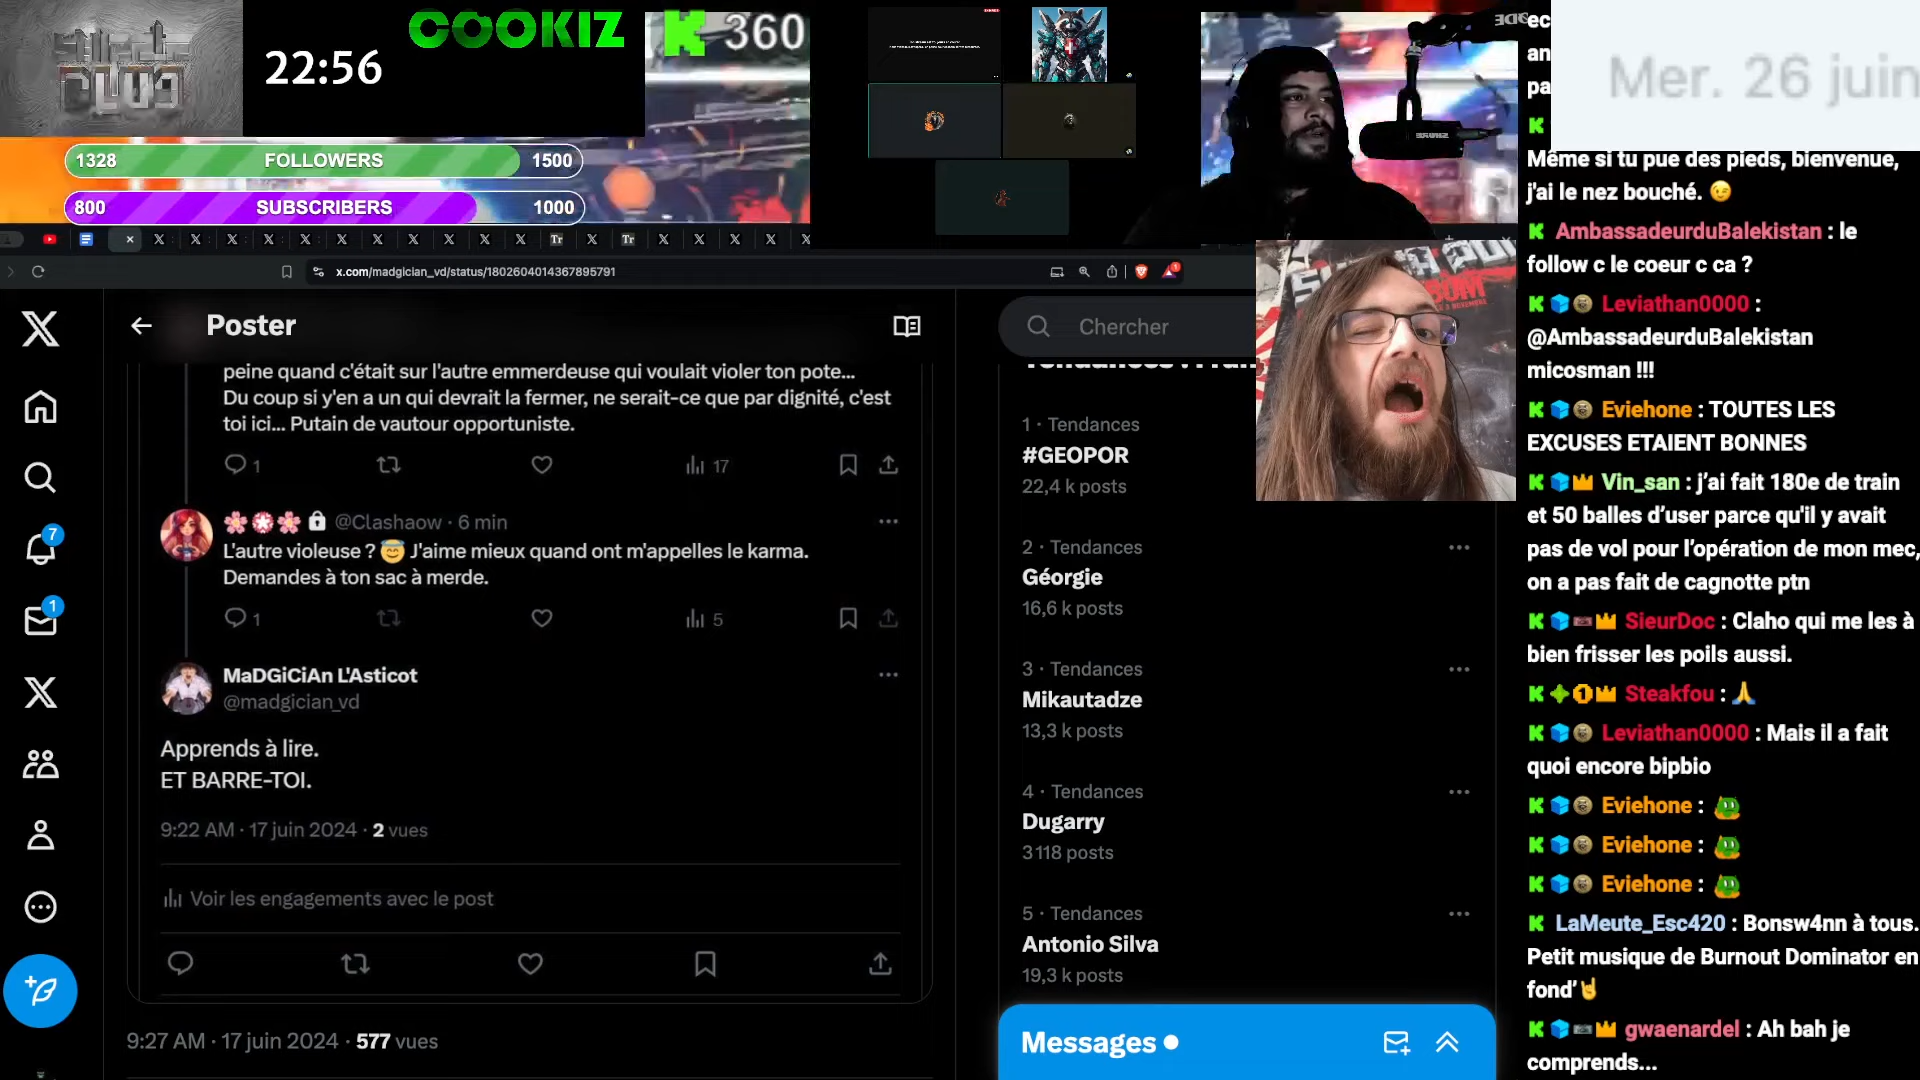 22:56
COOKIZ
K 360
1328 FOLLOWERS 1500
800 SUBSCRIBERS 1000
x.com/madgician_vd/status/1802604014367895791
Poster
peine quand c'était sur l'autre emmerdeuse qui voulait violer ton pote...
Du coup si y'en a un qui devrait la fermer, ne serait-ce que par dignité, c'est
toi ici... Putain de vautour opportuniste.
1
17
@Clashaow · 6 min
L'autre violeuse ? 😇 J'aime mieux quand ont m'appelles le karma.
Demandes à ton sac à merde.
1
5
MaDGiCiAn L'Asticot
@madgician_vd
Apprends à lire.
ET BARRE-TOI.
9:22 AM · 17 juin 2024 · 2 vues
Voir les engagements avec le post
9:27 AM · 17 juin 2024 · 577 vues
7
1
Chercher
1 · Tendances
#GEOPOR
22,4 k posts
2 · Tendances
Géorgie
16,6 k posts
3 · Tendances
Mikautadze
13,3 k posts
4 · Tendances
Dugarry
3 118 posts
5 · Tendances
Antonio Silva
19,3 k posts
Messages
Mer. 26 juin
ec
an
pa
Même si tu pue des pieds, bienvenue,
j'ai le nez bouché. 😉
AmbassadeurduBalekistan : le
follow c le coeur c ca ?
Leviathan0000 :
@AmbassadeurduBalekistan
micosman !!!
Eviehone : TOUTES LES
EXCUSES ETAIENT BONNES
Vin_san : j'ai fait 180e de train
et 50 balles d'user parce qu'il y avait
pas de vol pour l'opération de mon mec,
on a pas fait de cagnotte ptn
SieurDoc : Claho qui me les à
bien frisser les poils aussi.
Steakfou : 🙏
Leviathan0000 : Mais il a fait
quoi encore bipbio
Eviehone :
Eviehone :
Eviehone :
LaMeute_Esc420 : Bonsw4nn à tous.
Petit musique de Burnout Dominator en
fond'🤘
gwaenardel : Ah bah je
comprends...